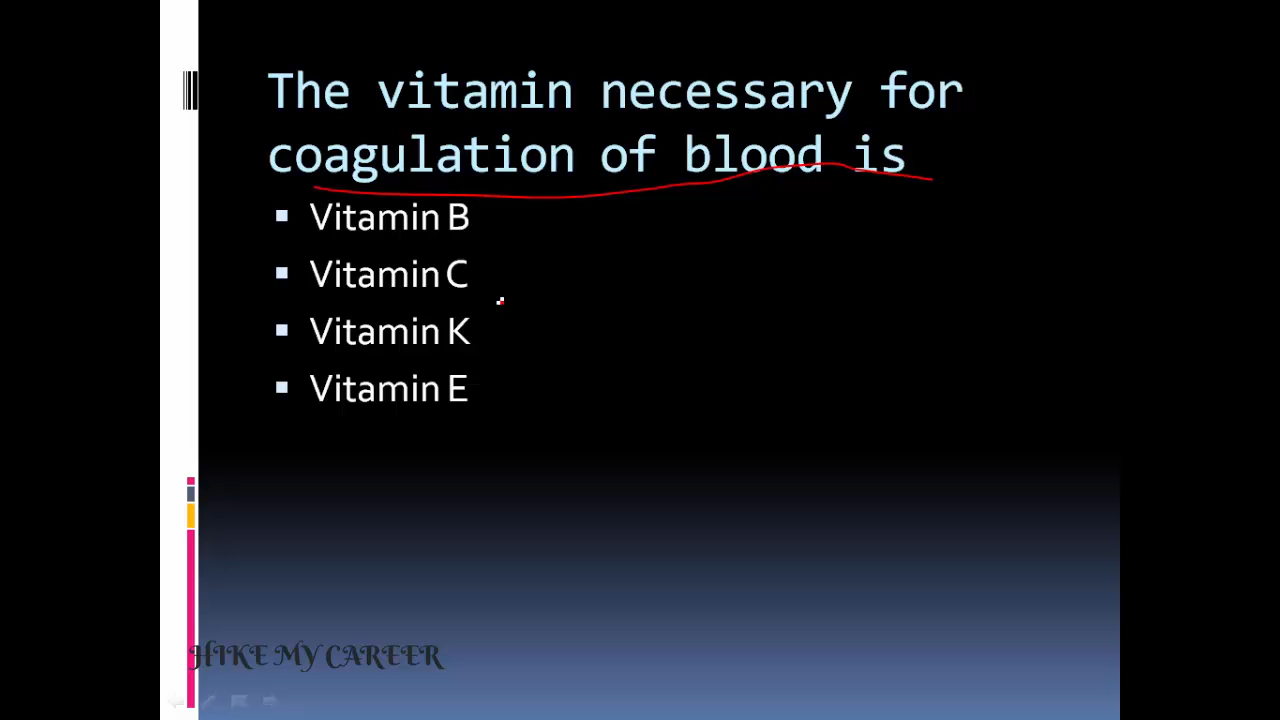 The vitamin necessary for
coagulation of blood is
Vitamin B
Vitamin C
Vitamin K
Vitamin E
HIKE MY CAREER